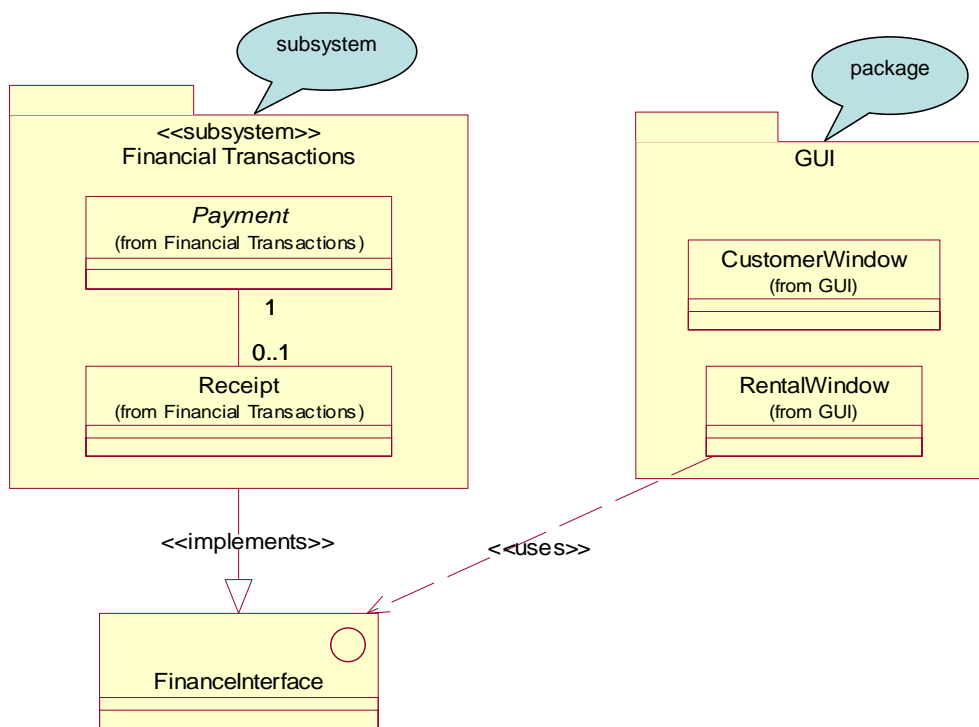 subsystem
package
<<subsystem>>
Financial Transactions
GUI
Payment
(from Financial Transactions)
1
0..1
Receipt
(from Financial Transactions)
CustomerWindow
(from GUI)
RentalWindow
(from GUI)
<<implements>>
<<uses>>
FinanceInterface